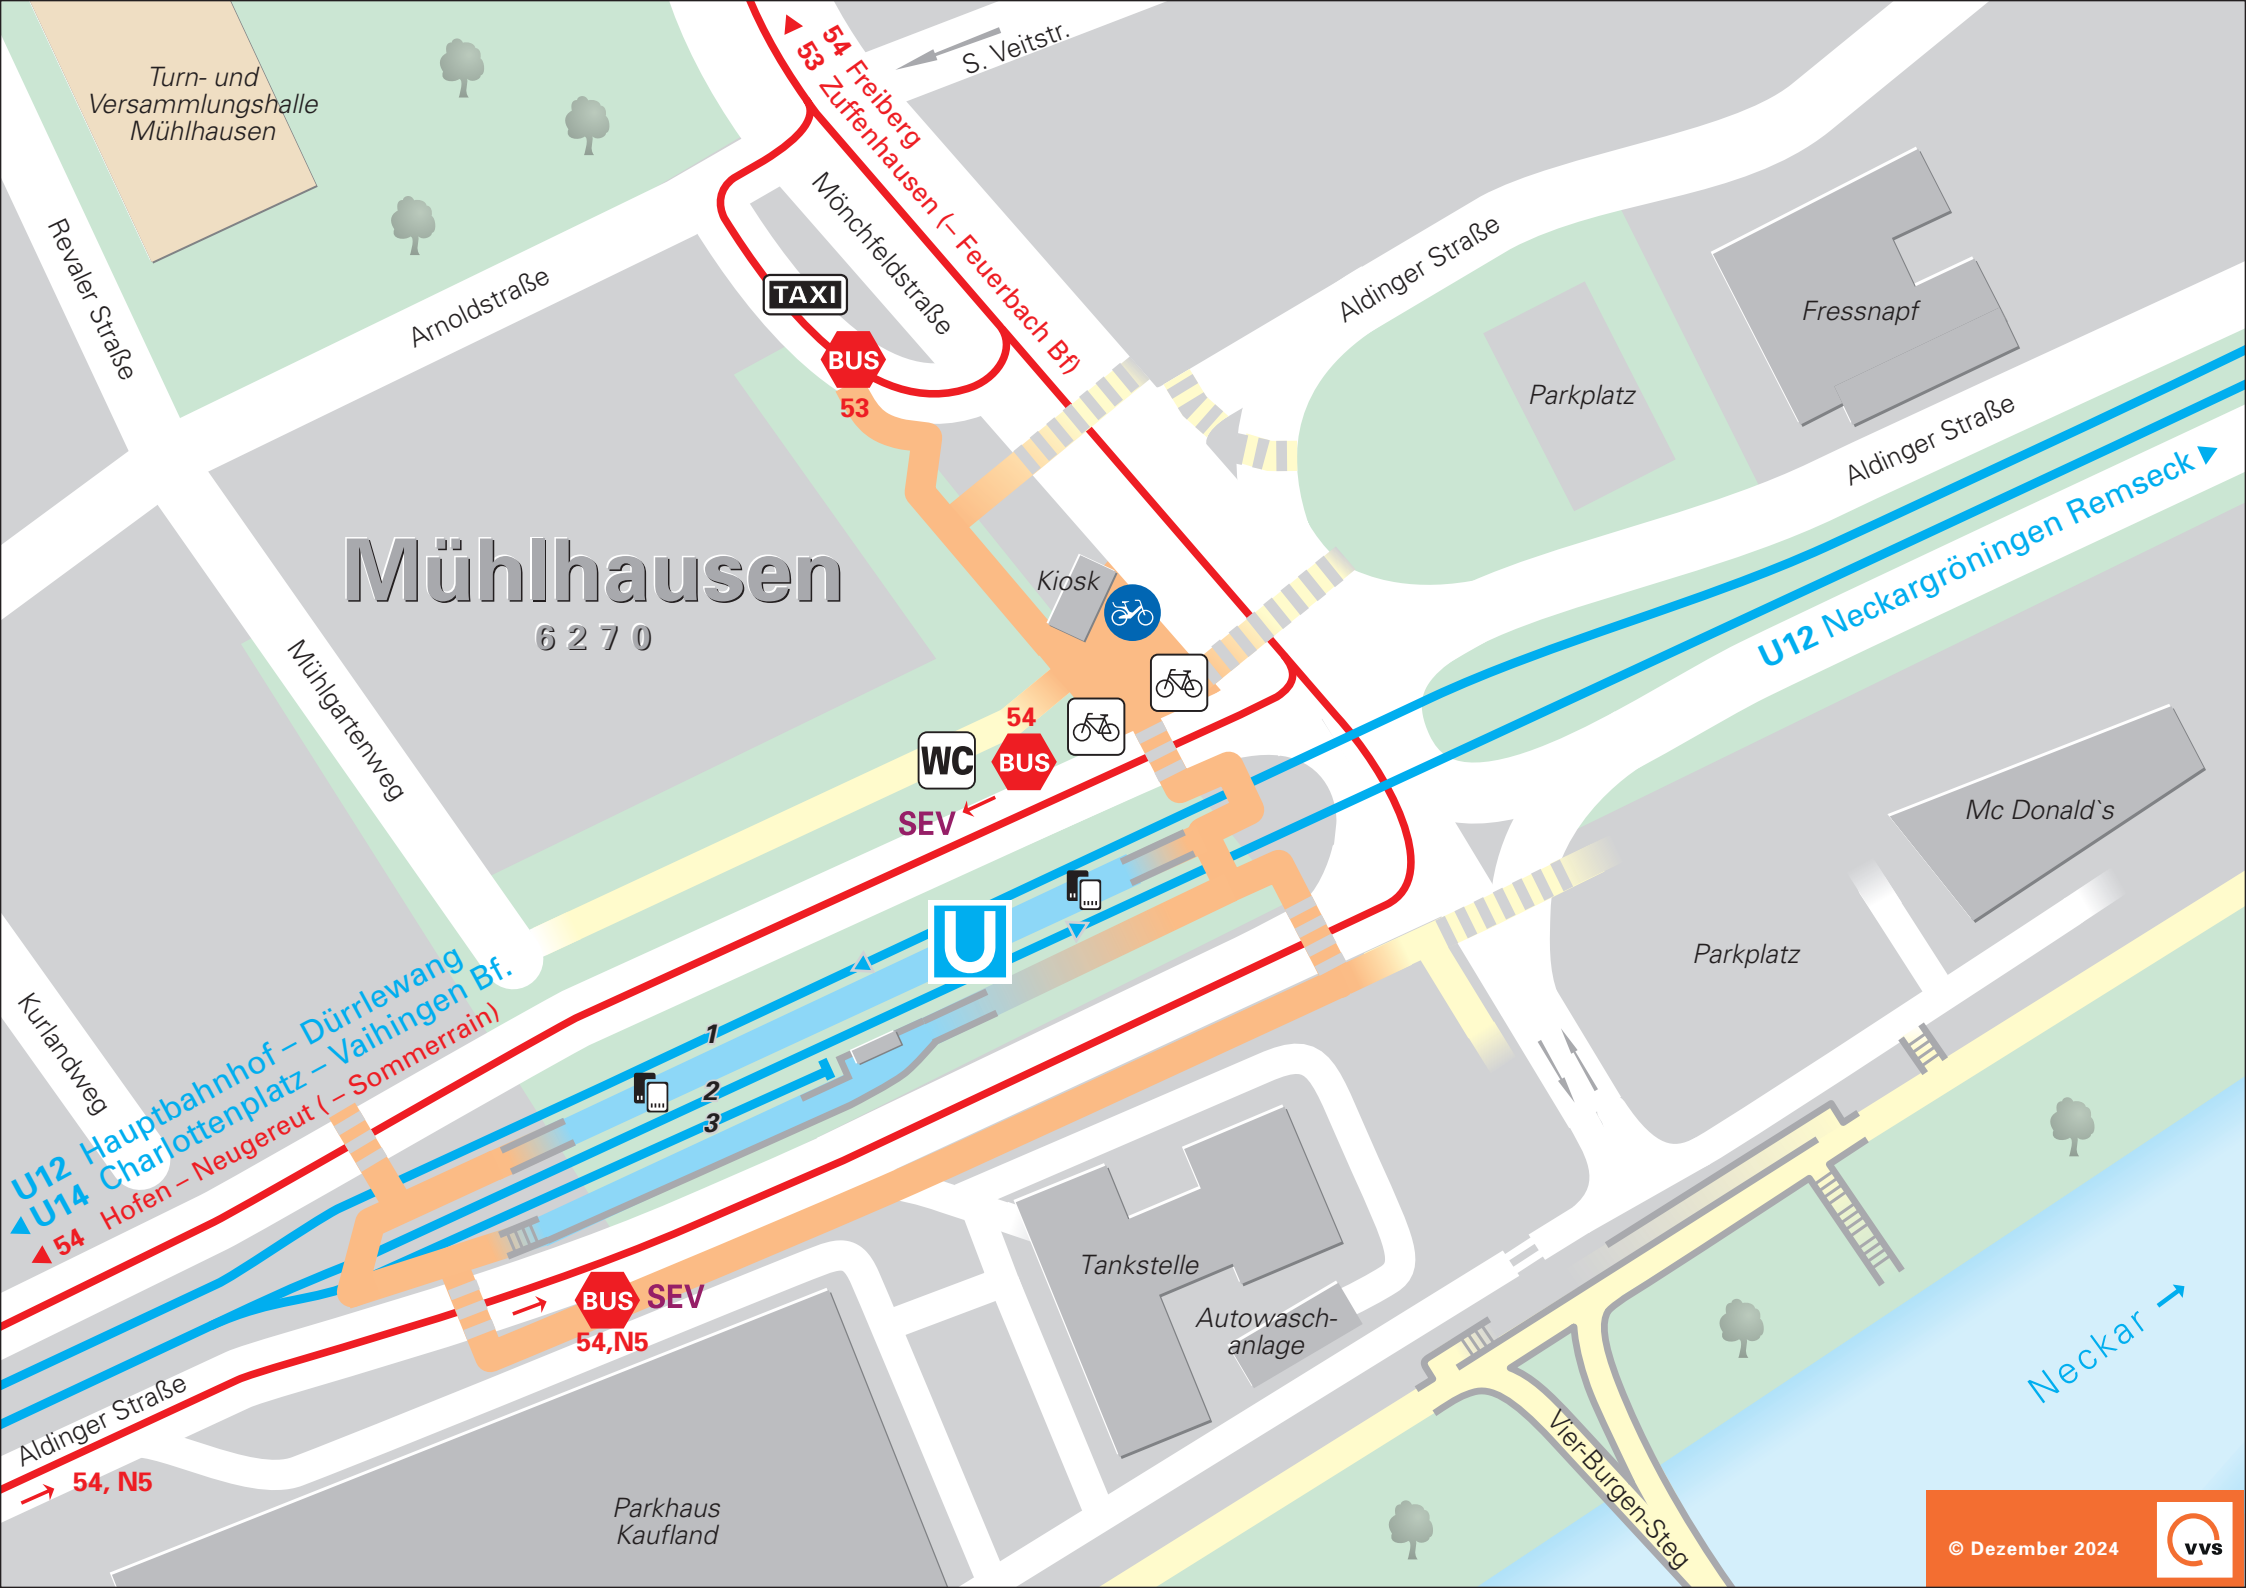 Turn- und
Versammlungshalle
Mühlhausen
54 Freiberg
53 Zuffenhausen (– Feuerbach Bf)
S. Veitstr.
Mönchfeldstraße
Revaler Straße
Arnoldstraße
TAXI
BUS
53
Aldinger Straße
Fressnapf
Parkplatz
Aldinger Straße
U12 Neckargröningen Remseck
Mühlhausen
6270
Kiosk
Mühlgartenweg
54
BUS
WC
SEV
Mc Donald`s
Parkplatz
U
1
2
3
Kurlandweg
U12 Hauptbahnhof – Dürrlewang
U14 Charlottenplatz – Vaihingen Bf.
54 Hofen – Neugereut ( – Sommerrain)
BUS
SEV
54,N5
Tankstelle
Autowasch-
anlage
Aldinger Straße
54, N5
Parkhaus
Kaufland
Vier-Burgen-Steg
Neckar
© Dezember 2024
vvs